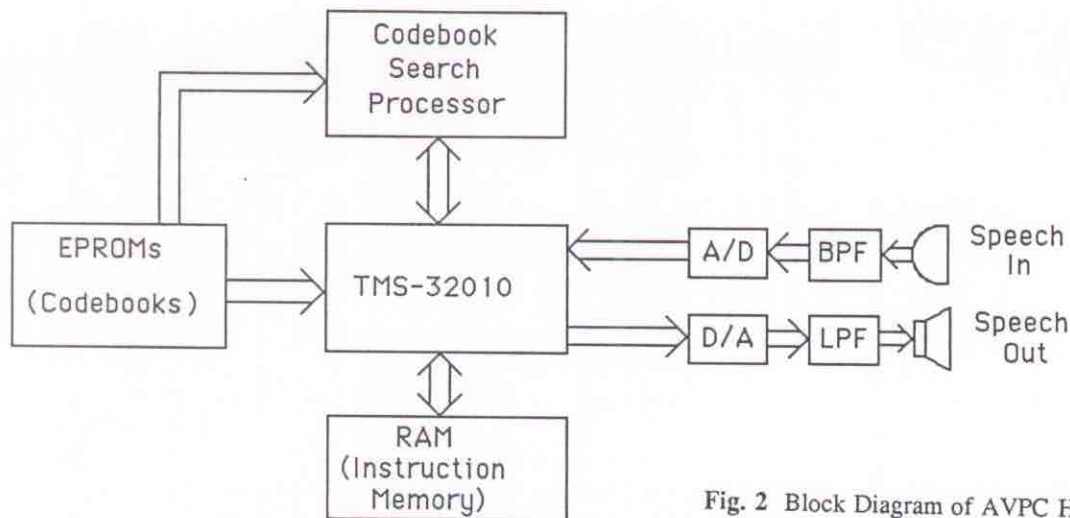 Codebook
Search
Processor
EPROMs
(Codebooks)
TMS-32010
A/D
BPF
Speech
In
D/A
LPF
Speech
Out
RAM
(Instruction
Memory)
Fig. 2 Block Diagram of AVPC H